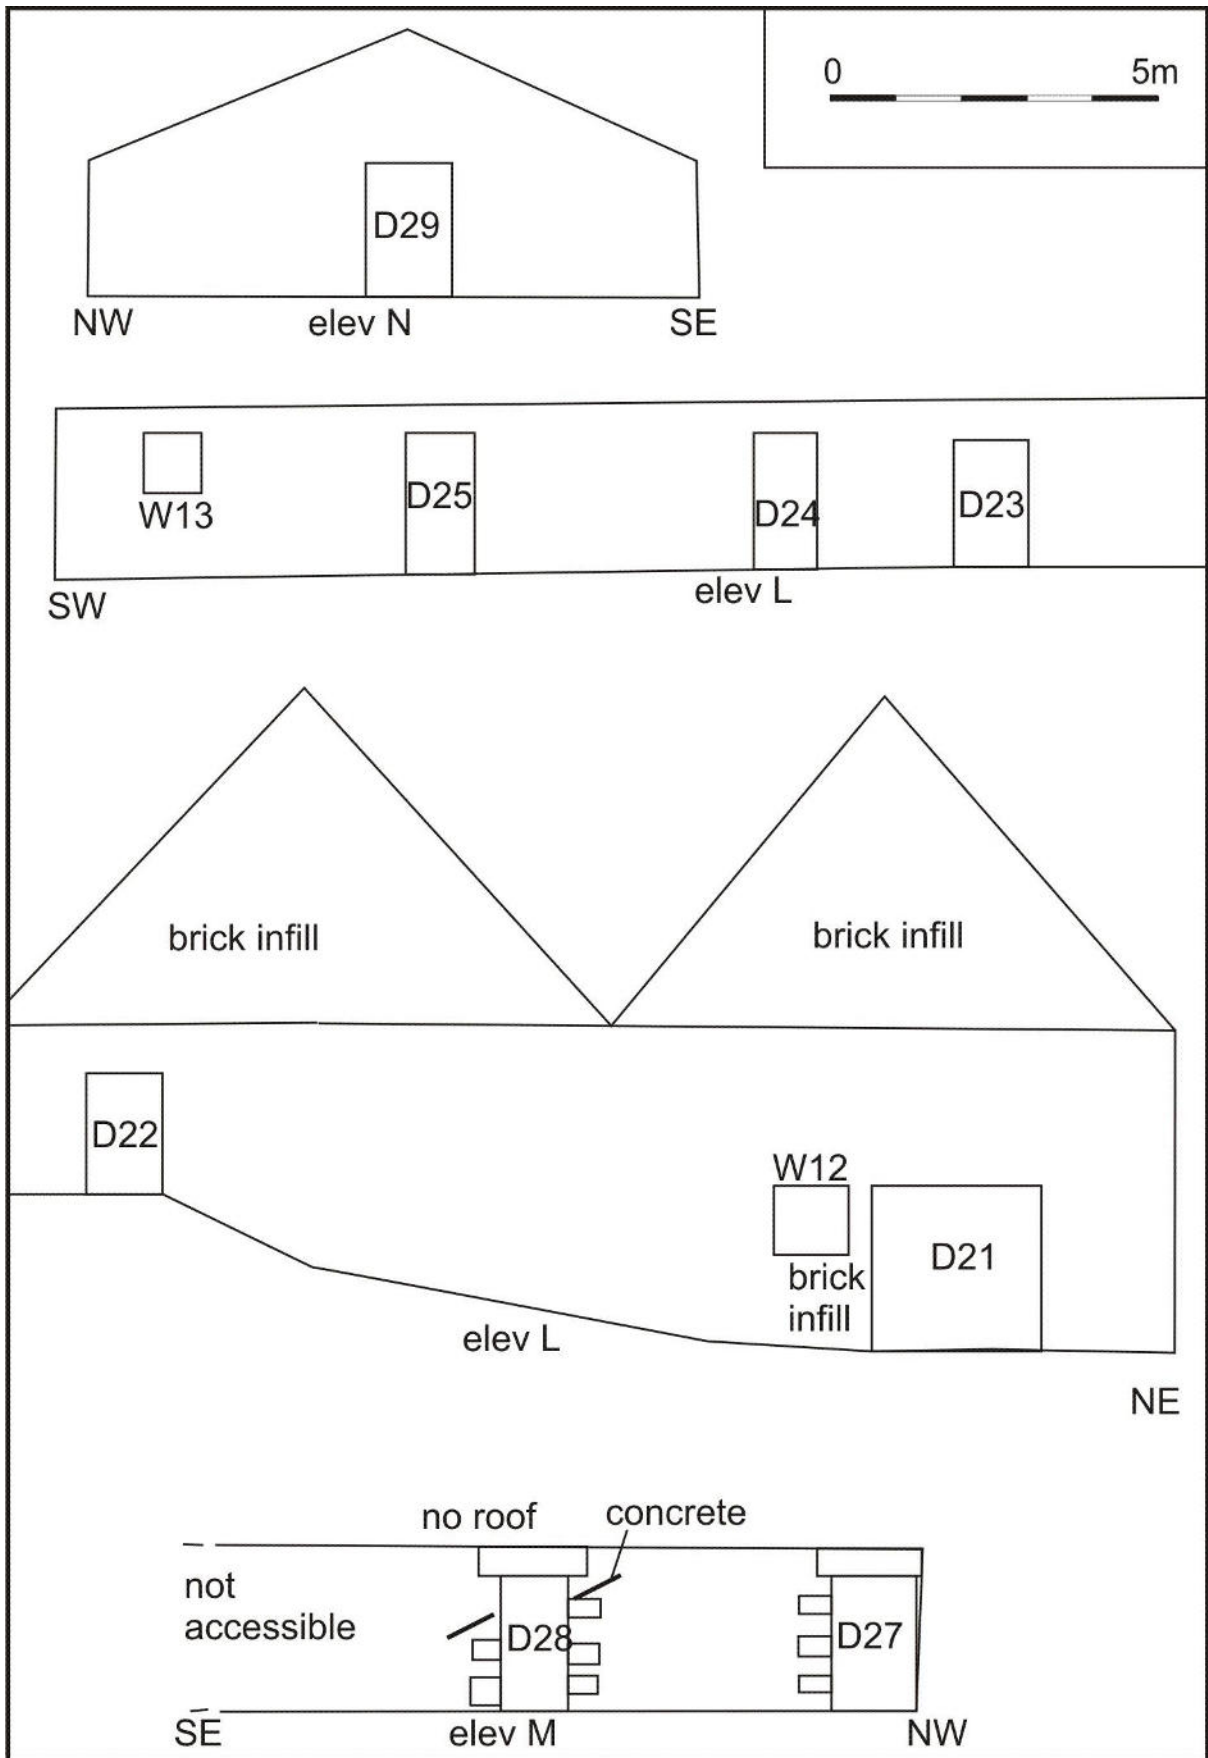 0 5m
D29
NW elev N SE
D25
W13 D24 D23
SW elev L
brick infill brick infill
D22
W12
D21
brick
infill
elev L
NE
no roof concrete
not
accessible
D28 D27
SE elev M NW